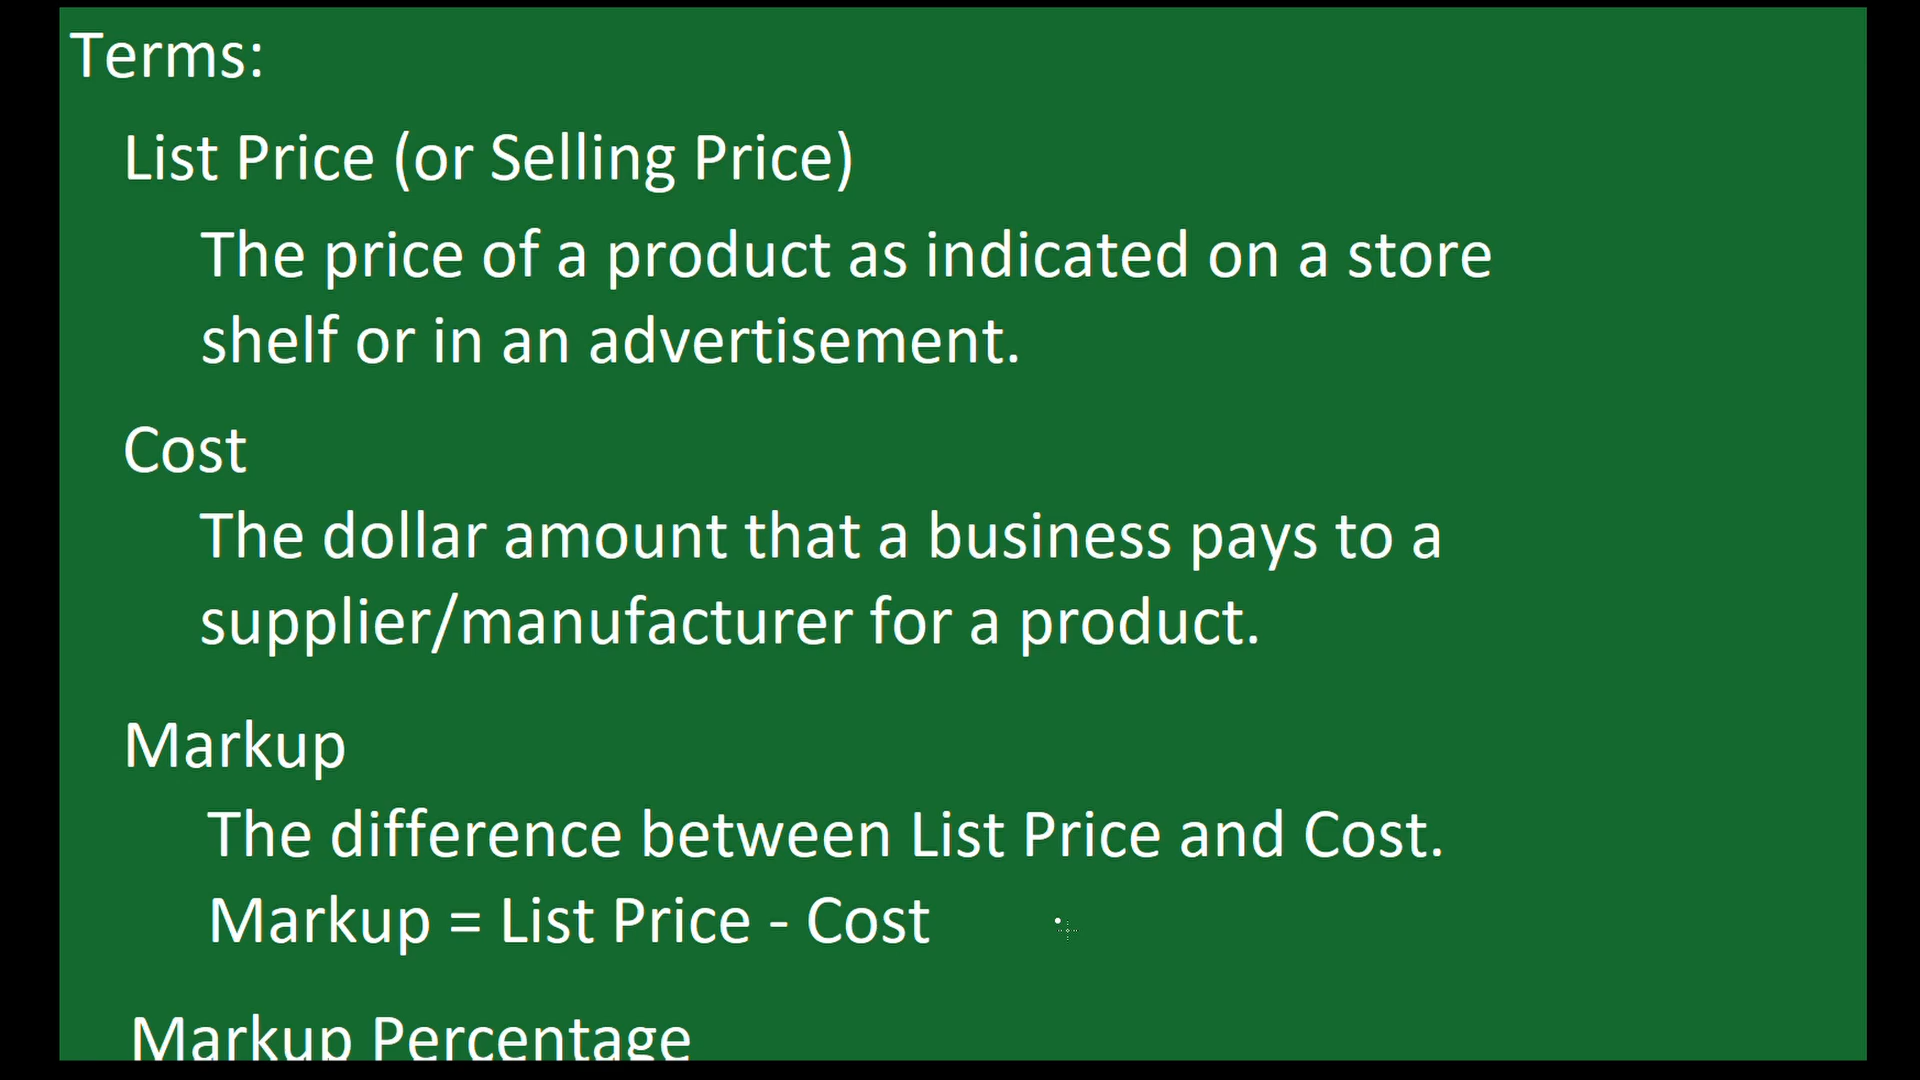 Terms:
List Price (or Selling Price)
The price of a product as indicated on a store
shelf or in an advertisement.
Cost
The dollar amount that a business pays to a
supplier/manufacturer for a product.
Markup
The difference between List Price and Cost.
Markup = List Price - Cost
Markup Percentage